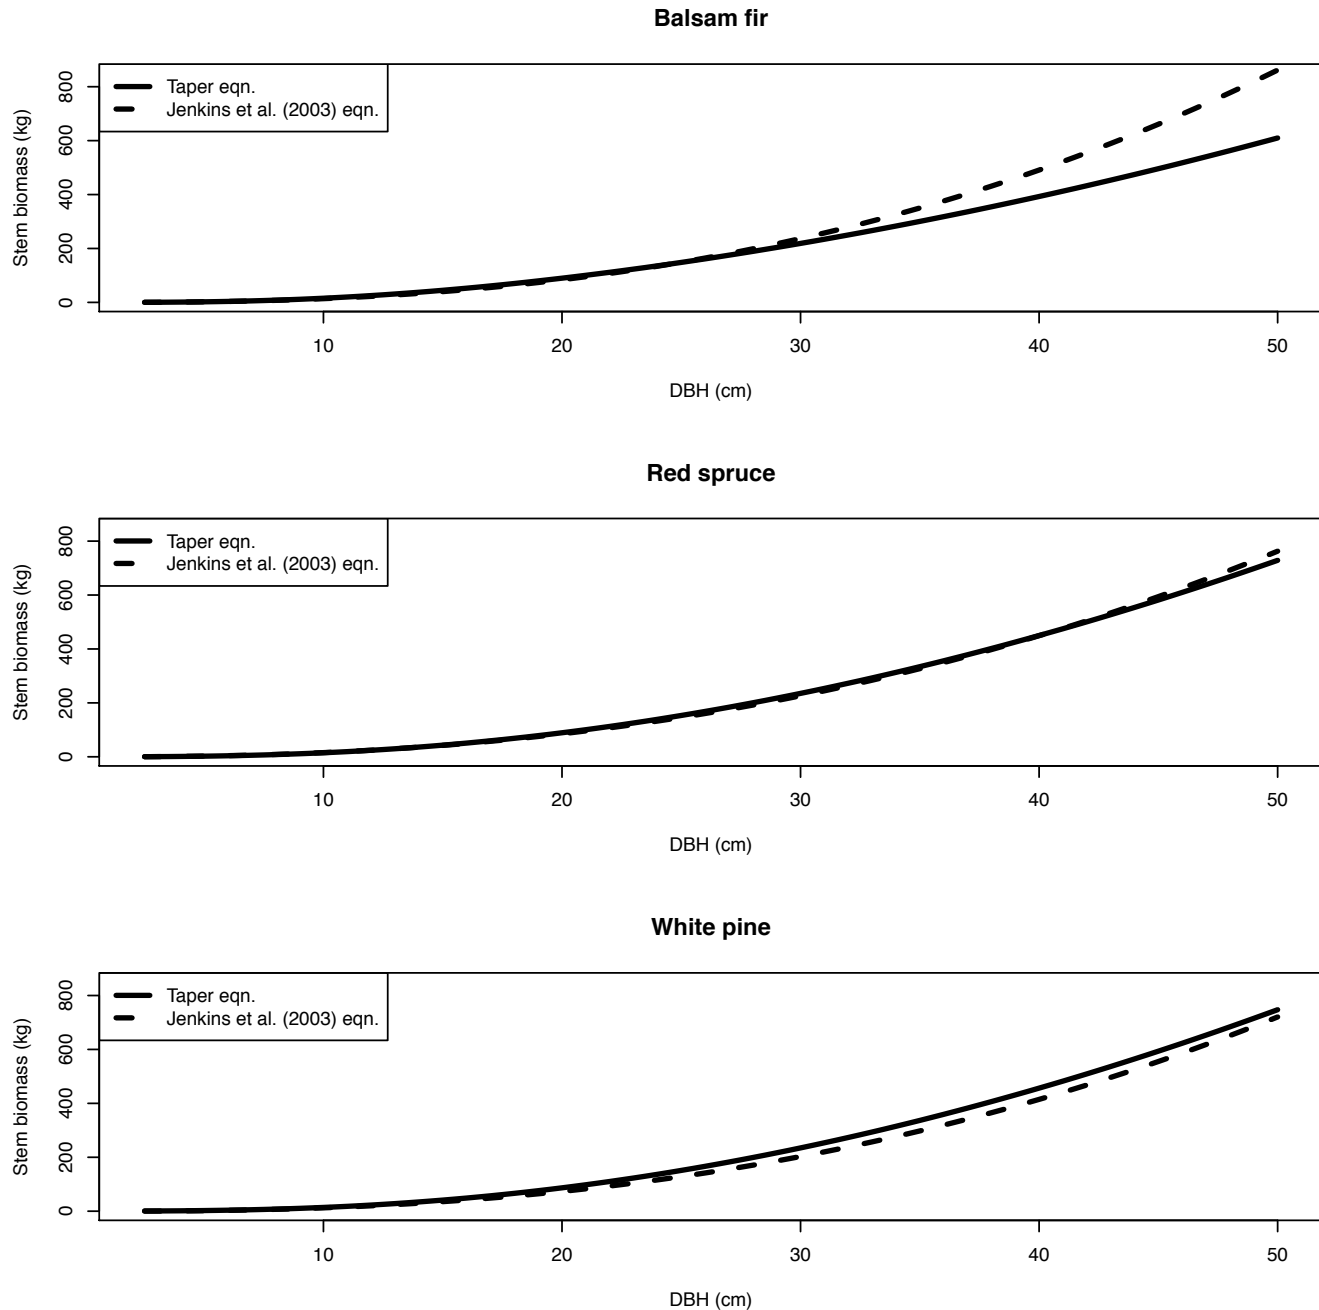 Balsam fir
Taper eqn.
Jenkins et al. (2003) eqn.
Stem biomass (kg)
800
600
400
200
0
10 20 30 40 50
DBH (cm)
Red spruce
Taper eqn.
Jenkins et al. (2003) eqn.
Stem biomass (kg)
800
600
400
200
0
10 20 30 40 50
DBH (cm)
White pine
Taper eqn.
Jenkins et al. (2003) eqn.
Stem biomass (kg)
800
600
400
200
0
10 20 30 40 50
DBH (cm)